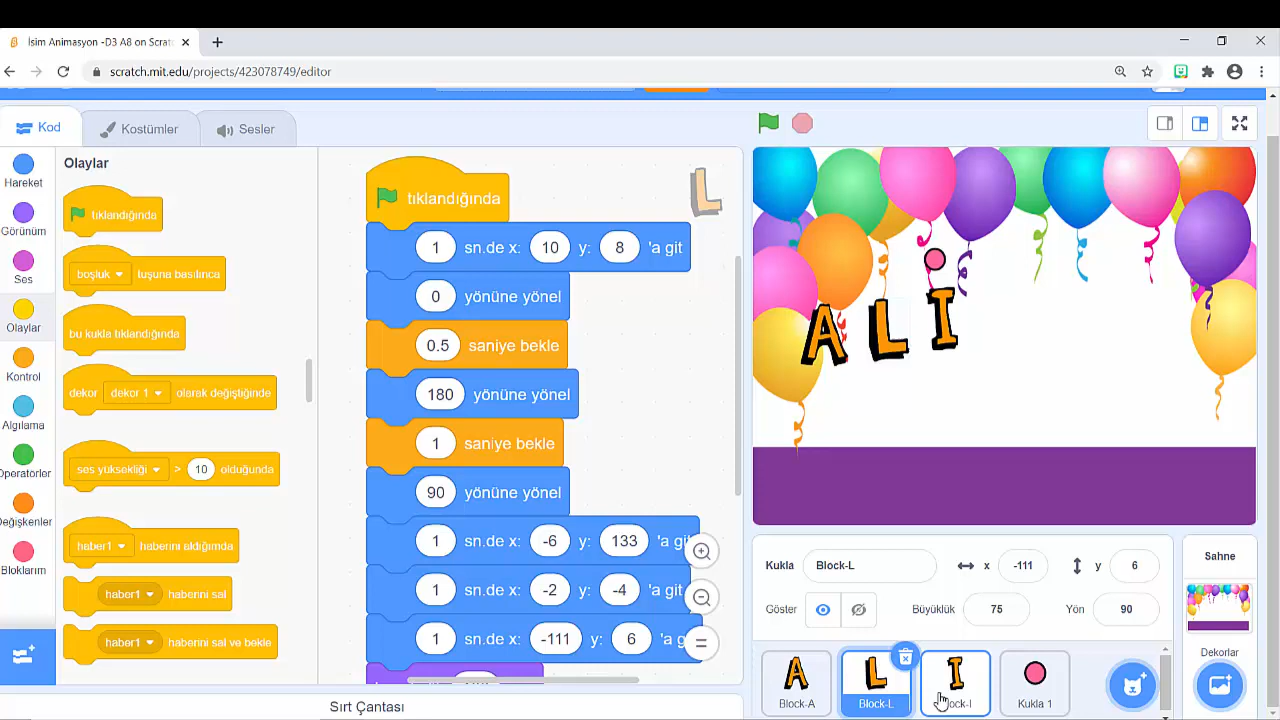 İsim Animasyon -D3 A8 on Scratc
scratch.mit.edu/projects/423078749/editor
Kod
Kostümler
Sesler
Hareket
Görünüm
Ses
Olaylar
Kontrol
Algılama
Operatörler
Değişkenler
Bloklarım
Olaylar
tıklandığında
boşluk tuşuna basılınca
bu kukla tıklandığında
dekor dekor 1 olarak değiştiğinde
ses yüksekliği > 10 olduğunda
haber1 haberini aldığımda
haber1 haberini sal
haber1 haberini sal ve bekle
tıklandığında
1 sn.de x: 10 y: 8 'a git
0 yönüne yönel
0.5 saniye bekle
180 yönüne yönel
1 saniye bekle
90 yönüne yönel
1 sn.de x: -6 y: 133 'a git
1 sn.de x: -2 y: -4 'a git
1 sn.de x: -111 y: 6 'a g
L
Sırt Çantası
A L I
Kukla Block-L x -111 y 6
Göster Büyüklük 75 Yön 90
A L I
Block-A Block-L Block-I Kukla 1
Sahne
Dekorlar